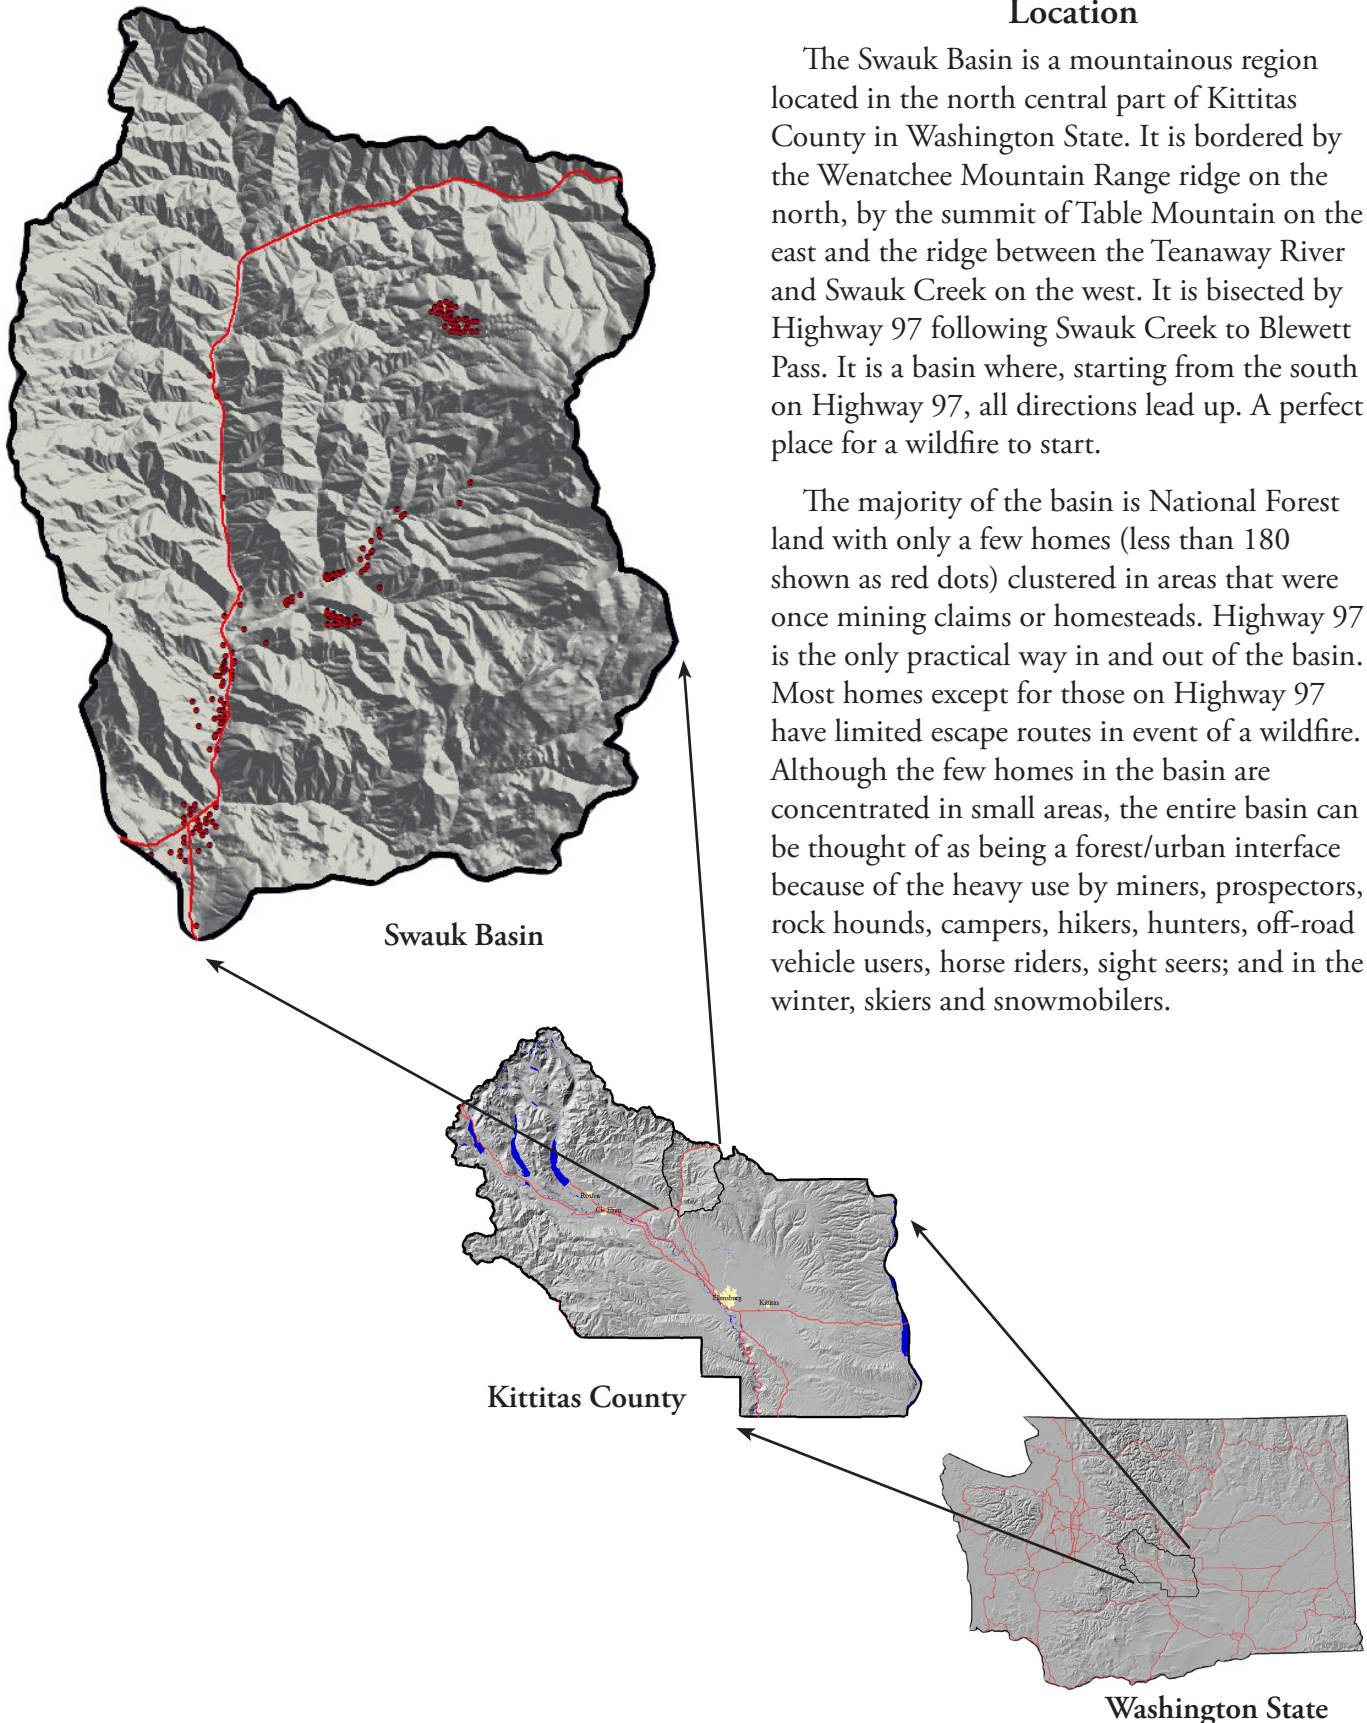 Location
The Swauk Basin is a mountainous region
located in the north central part of Kittitas
County in Washington State. It is bordered by
the Wenatchee Mountain Range ridge on the
north, by the summit of Table Mountain on the
east and the ridge between the Teanaway River
and Swauk Creek on the west. It is bisected by
Highway 97 following Swauk Creek to Blewett
Pass. It is a basin where, starting from the south
on Highway 97, all directions lead up. A perfect
place for a wildfire to start.
The majority of the basin is National Forest
land with only a few homes (less than 180
shown as red dots) clustered in areas that were
once mining claims or homesteads. Highway 97
is the only practical way in and out of the basin.
Most homes except for those on Highway 97
have limited escape routes in event of a wildfire.
Although the few homes in the basin are
concentrated in small areas, the entire basin can
be thought of as being a forest/urban interface
because of the heavy use by miners, prospectors,
rock hounds, campers, hikers, hunters, off-road
vehicle users, horse riders, sight seers; and in the
winter, skiers and snowmobilers.
Swauk Basin
Roslyn
Cle Elum
Ellensburg
Kittitas
Kittitas County
Washington State